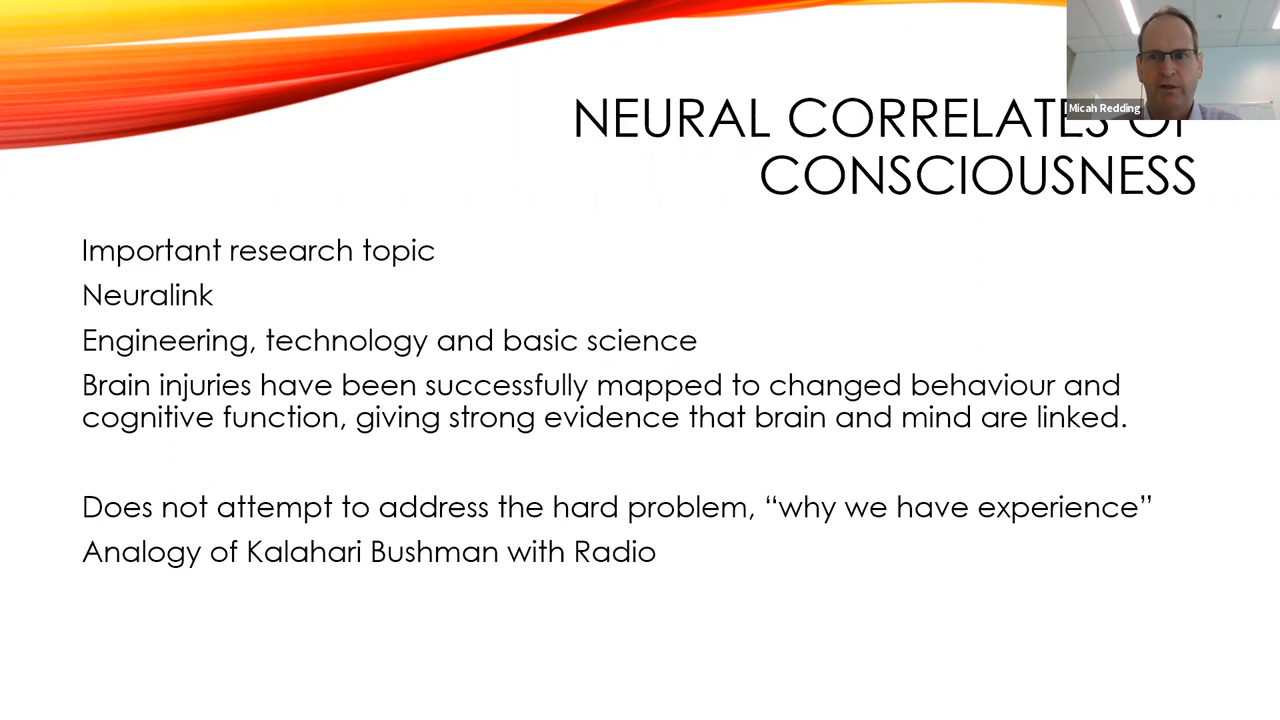 NEURAL CORRELATES OF
CONSCIOUSNESS
Micah Redding
Important research topic
Neuralink
Engineering, technology and basic science
Brain injuries have been successfully mapped to changed behaviour and
cognitive function, giving strong evidence that brain and mind are linked.
Does not attempt to address the hard problem, “why we have experience”
Analogy of Kalahari Bushman with Radio